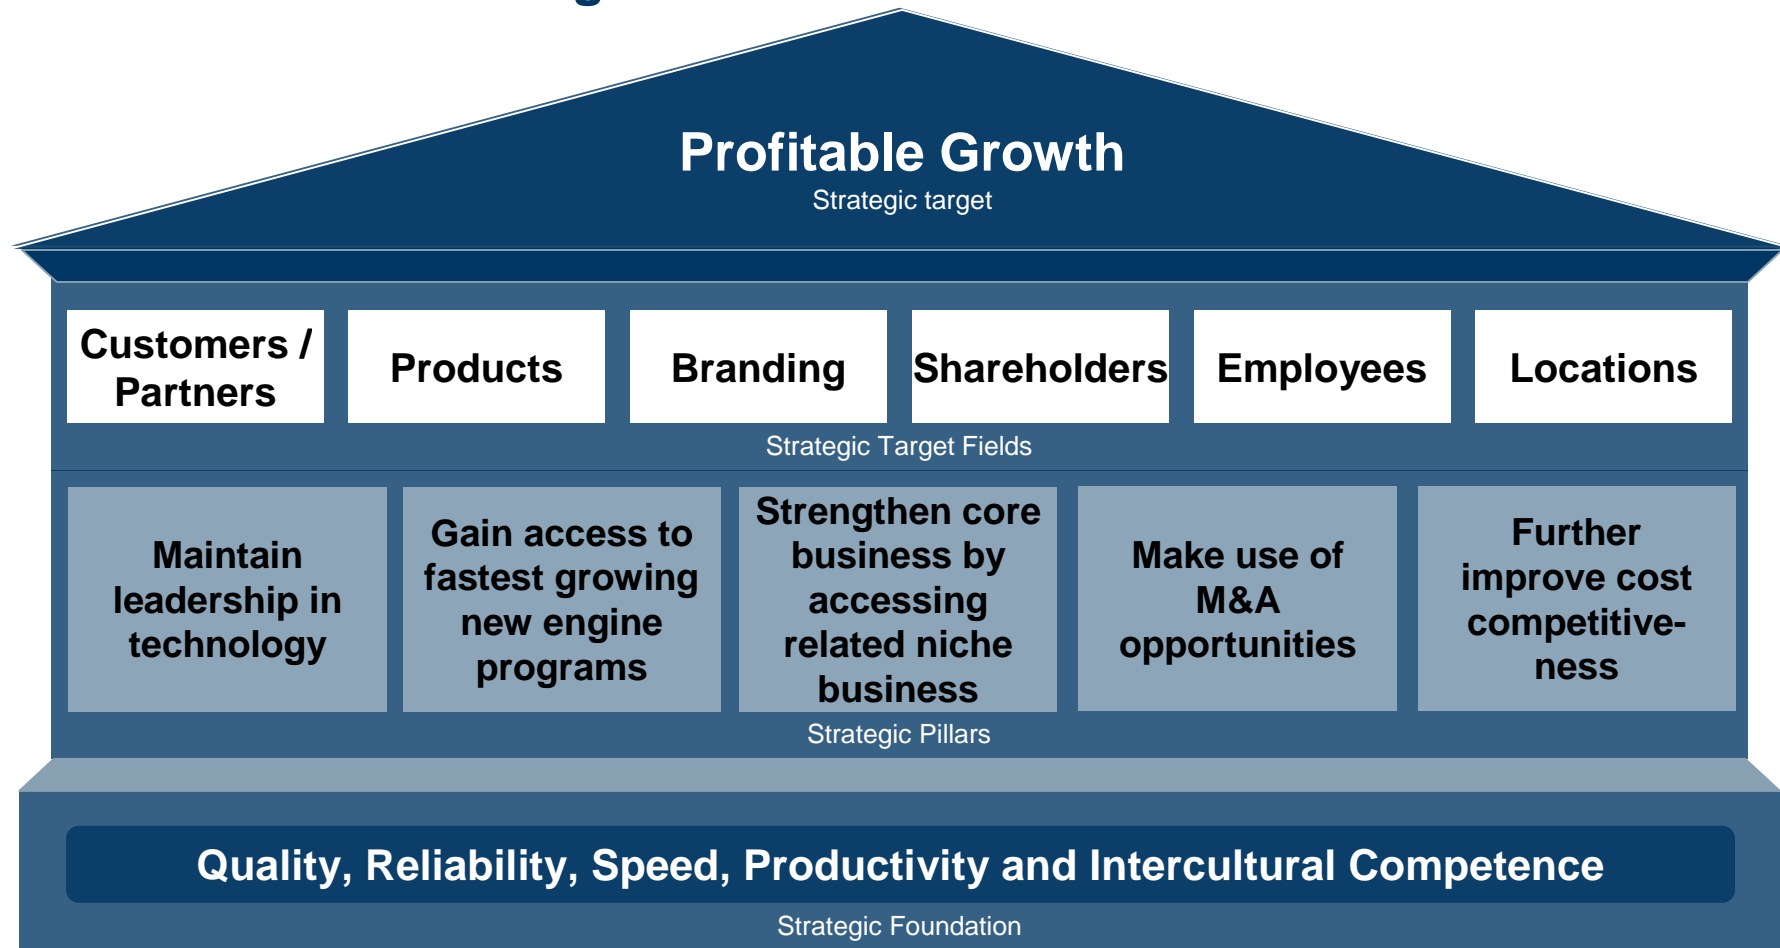 Profitable Growth
Strategic target
Customers /
Partners
Products
Branding
Shareholders
Employees
Locations
Strategic Target Fields
Maintain
leadership in
technology
Gain access to
fastest growing
new engine
programs
Strengthen core
business by
accessing
related niche
business
Make use of
M&A
opportunities
Further
improve cost
competitive-
ness
Strategic Pillars
Quality, Reliability, Speed, Productivity and Intercultural Competence
Strategic Foundation